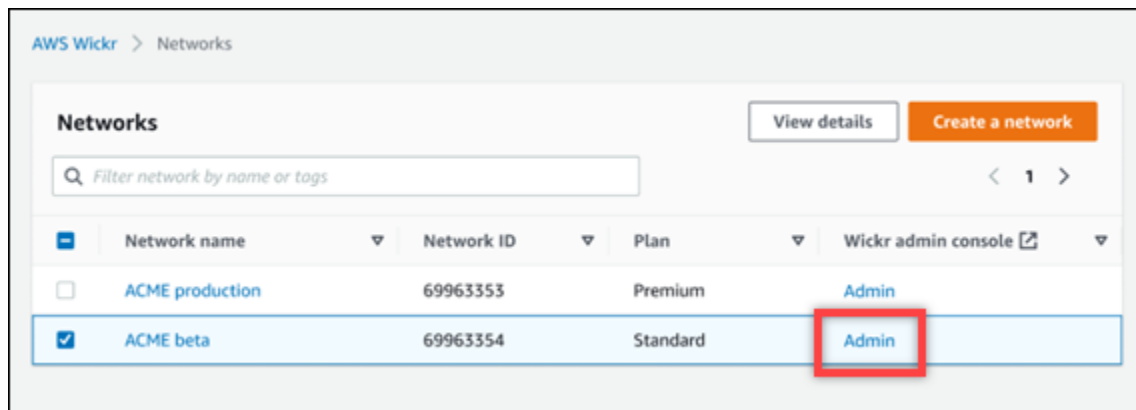 AWS Wickr > Networks
Networks
View details
Create a network
Filter network by name or tags
< 1 >
Network name Network ID Plan Wickr admin console
ACME production 69963353 Premium Admin
ACME beta 69963354 Standard Admin